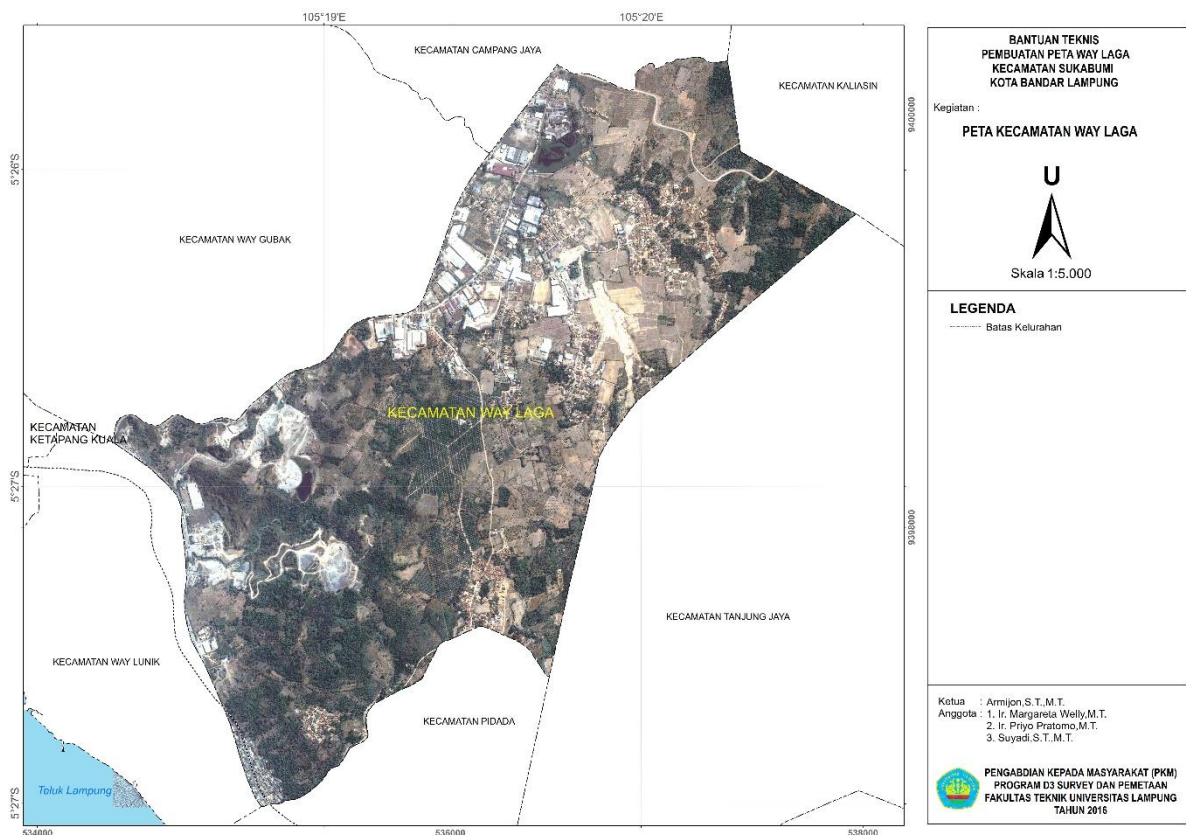 105°19'E
105°20'E
KECAMATAN CAMPANG JAYA
KECAMATAN KALIASIN
9400000
5°26'S
KECAMATAN WAY GUBAK
KECAMATAN WAY LAGA
KECAMATAN
KETAPANG KUALA
5°27'S
9398000
KECAMATAN TANJUNG JAYA
KECAMATAN WAY LUNIK
KECAMATAN PIDADA
Teluk Lampung
5°27'S
534000
536000
538000
BANTUAN TEKNIS
PEMBUATAN PETA WAY LAGA
KECAMATAN SUKABUMI
KOTA BANDAR LAMPUNG
Kegiatan :
PETA KECAMATAN WAY LAGA
U
Skala 1:5.000
LEGENDA
Batas Kelurahan
Ketua : Armijon,S.T.,M.T.
Anggota : 1. Ir. Margareta Welly,M.T.
2. Ir. Priyo Pratomo,M.T.
3. Suyadi,S.T.,M.T.
PENGABDIAN KEPADA MASYARAKAT (PKM)
PROGRAM D3 SURVEY DAN PEMETAAN
FAKULTAS TEKNIK UNIVERSITAS LAMPUNG
TAHUN 2016